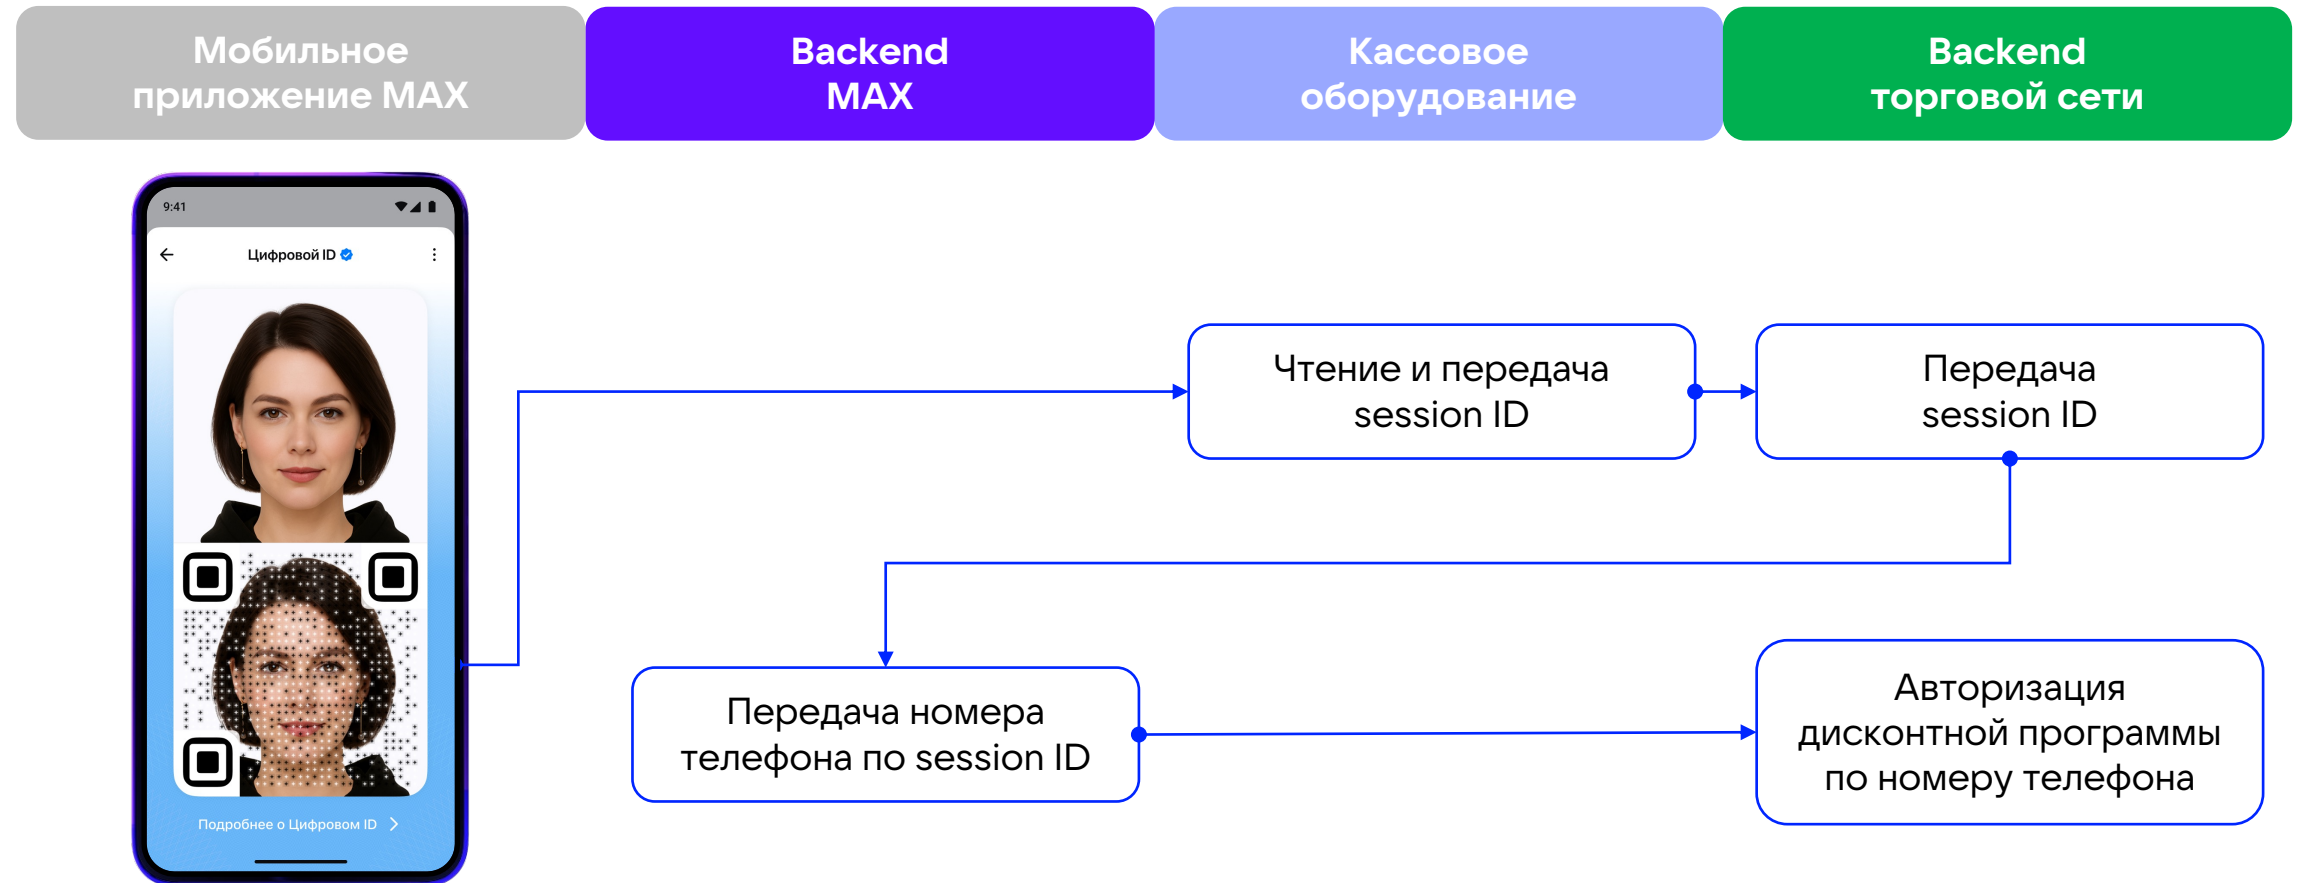 Мобильное
приложение MAX
Backend
MAX
Кассовое
оборудование
Backend
торговой сети
9:41
Цифровой ID
Подробнее о Цифровом ID
Чтение и передача
session ID
Передача
session ID
Передача номера
телефона по session ID
Авторизация
дисконтной программы
по номеру телефона